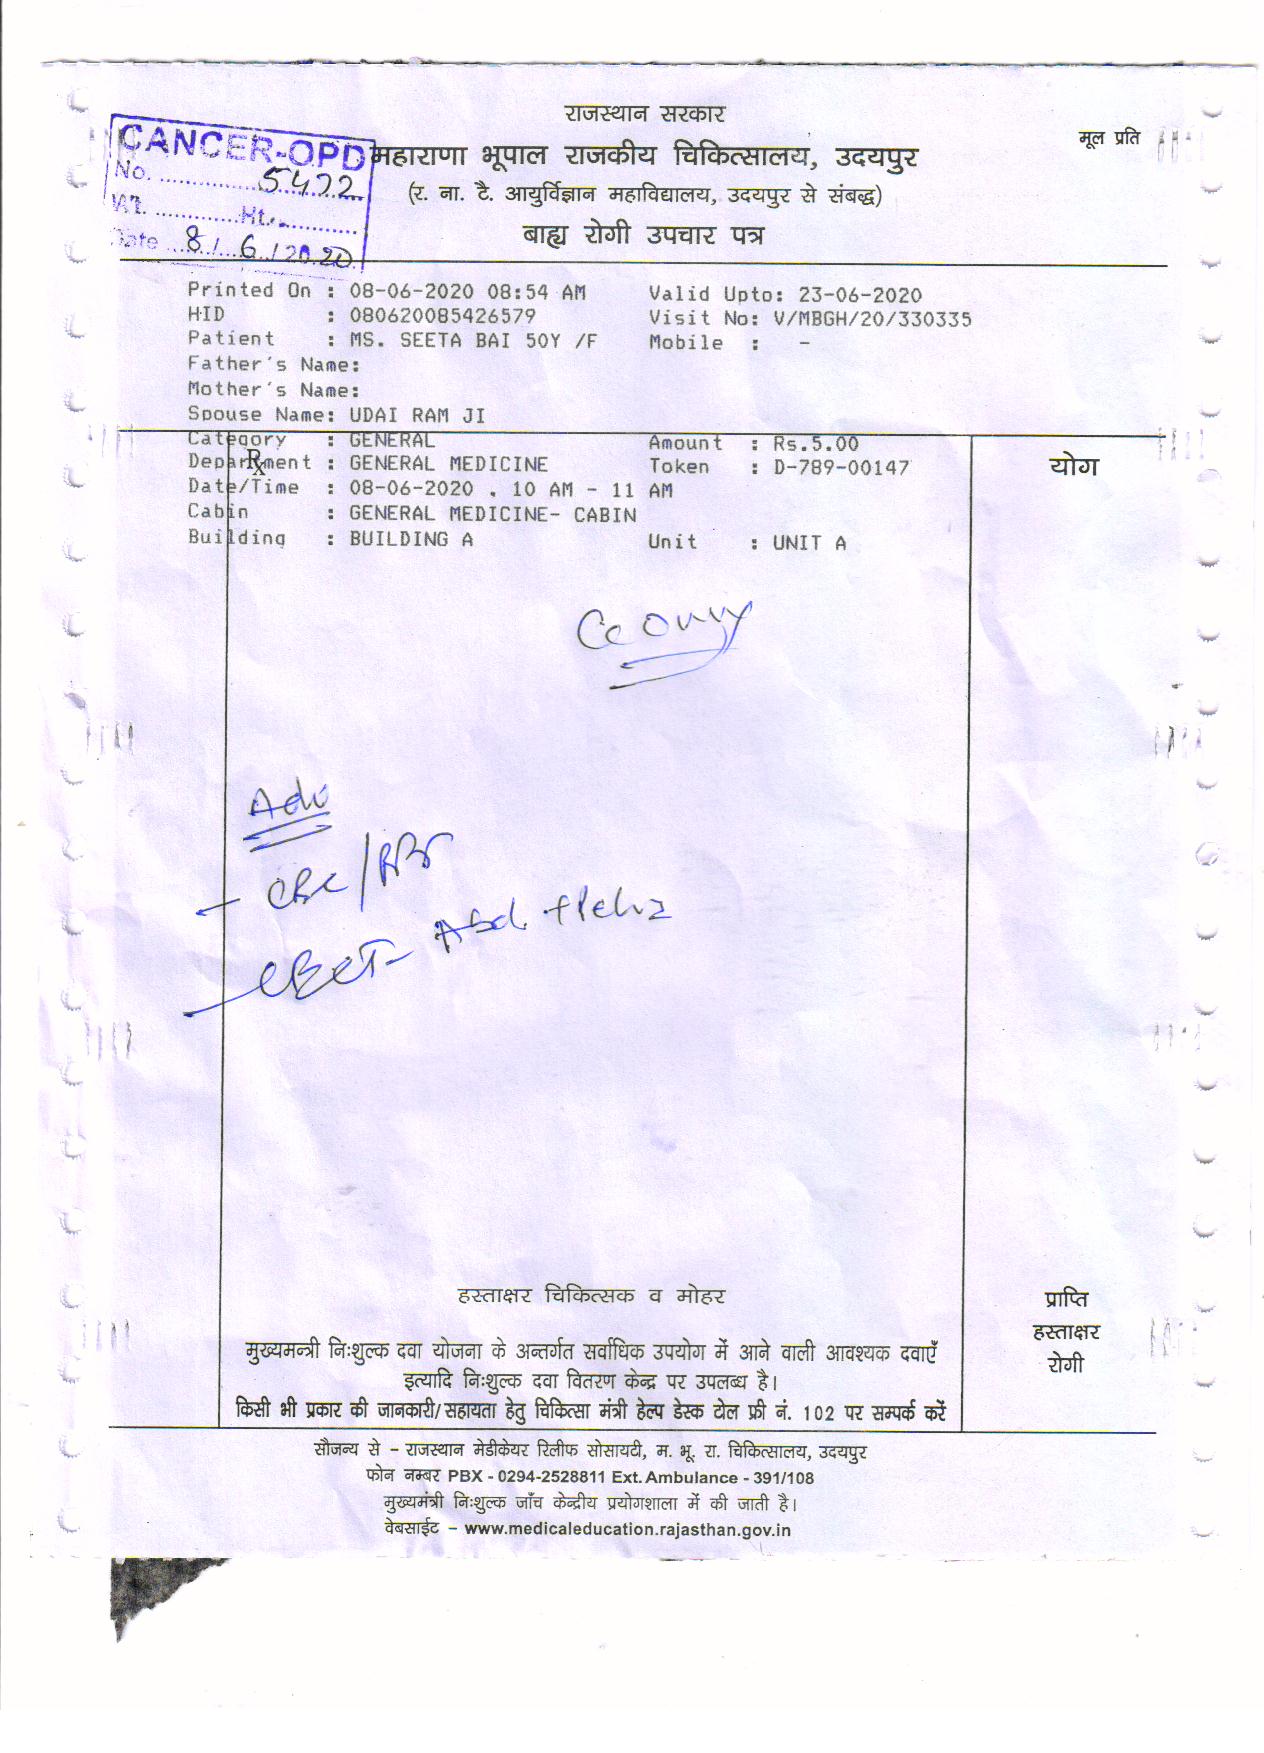 राजस्थान सरकार
मूल प्रति
CANCER-OPD
महाराणा भूपाल राजकीय चिकित्सालय, उदयपुर
No. 5422
(र. ना. टै. आयुर्विज्ञान महाविद्यालय, उदयपुर से संबद्ध)
Wt. Ht.
बाह्य रोगी उपचार पत्र
Date 8/6/2020
Printed On : 08-06-2020 08:54 AM Valid Upto: 23-06-2020
HID : 080620085426579 Visit No: V/MBGH/20/330335
Patient : MS. SEETA BAI 50Y /F Mobile : -
Father's Name:
Mother's Name:
Spouse Name: UDAI RAM JI
Category : GENERAL Amount : Rs.5.00
Department : GENERAL MEDICINE Token : D-789-00147
Rx
योग
Date/Time : 08-06-2020 , 10 AM - 11 AM
Cabin : GENERAL MEDICINE- CABIN
Building : BUILDING A Unit : UNIT A
Adv
CBC
CECT- Abd + Pelvis
हस्ताक्षर चिकित्सक व मोहर
प्राप्ति
हस्ताक्षर
रोगी
मुख्यमन्त्री निःशुल्क दवा योजना के अन्तर्गत सर्वाधिक उपयोग में आने वाली आवश्यक दवाएँ
इत्यादि निःशुल्क दवा वितरण केन्द्र पर उपलब्ध है।
किसी भी प्रकार की जानकारी/सहायता हेतु चिकित्सा मंत्री हेल्प डेस्क टोल फ्री नं. 102 पर सम्पर्क करें
सौजन्य से – राजस्थान मेडीकेयर रिलीफ सोसायटी, म. भू. रा. चिकित्सालय, उदयपुर
फोन नम्बर PBX - 0294-2528811 Ext. Ambulance - 391/108
मुख्यमंत्री निःशुल्क जाँच केन्द्रीय प्रयोगशाला में की जाती है।
वेबसाईट – www.medicaleducation.rajasthan.gov.in